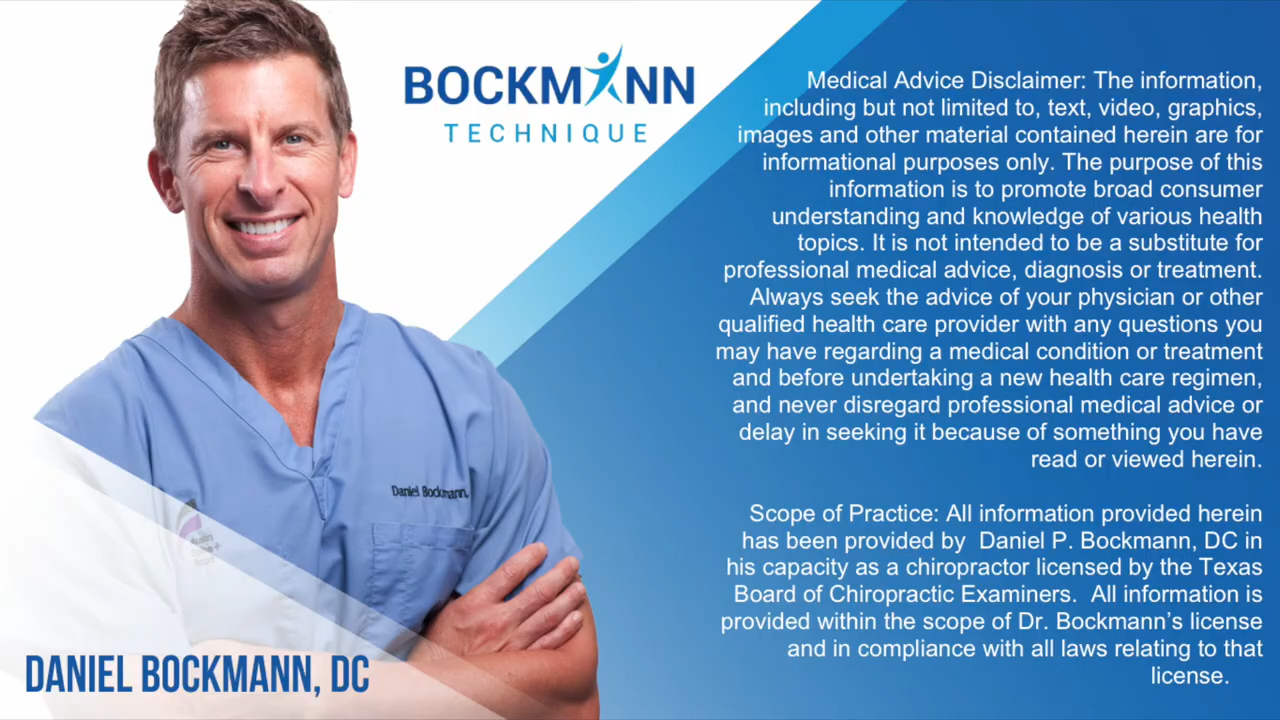 BOCKMANN
TECHNIQUE
Medical Advice Disclaimer: The information,
including but not limited to, text, video, graphics,
images and other material contained herein are for
informational purposes only. The purpose of this
information is to promote broad consumer
understanding and knowledge of various health
topics. It is not intended to be a substitute for
professional medical advice, diagnosis or treatment.
Always seek the advice of your physician or other
qualified health care provider with any questions you
may have regarding a medical condition or treatment
and before undertaking a new health care regimen,
and never disregard professional medical advice or
delay in seeking it because of something you have
read or viewed herein.
Scope of Practice: All information provided herein
has been provided by Daniel P. Bockmann, DC in
his capacity as a chiropractor licensed by the Texas
Board of Chiropractic Examiners. All information is
provided within the scope of Dr. Bockmann's license
and in compliance with all laws relating to that
license.
Daniel Bockmann,
DANIEL BOCKMANN, DC